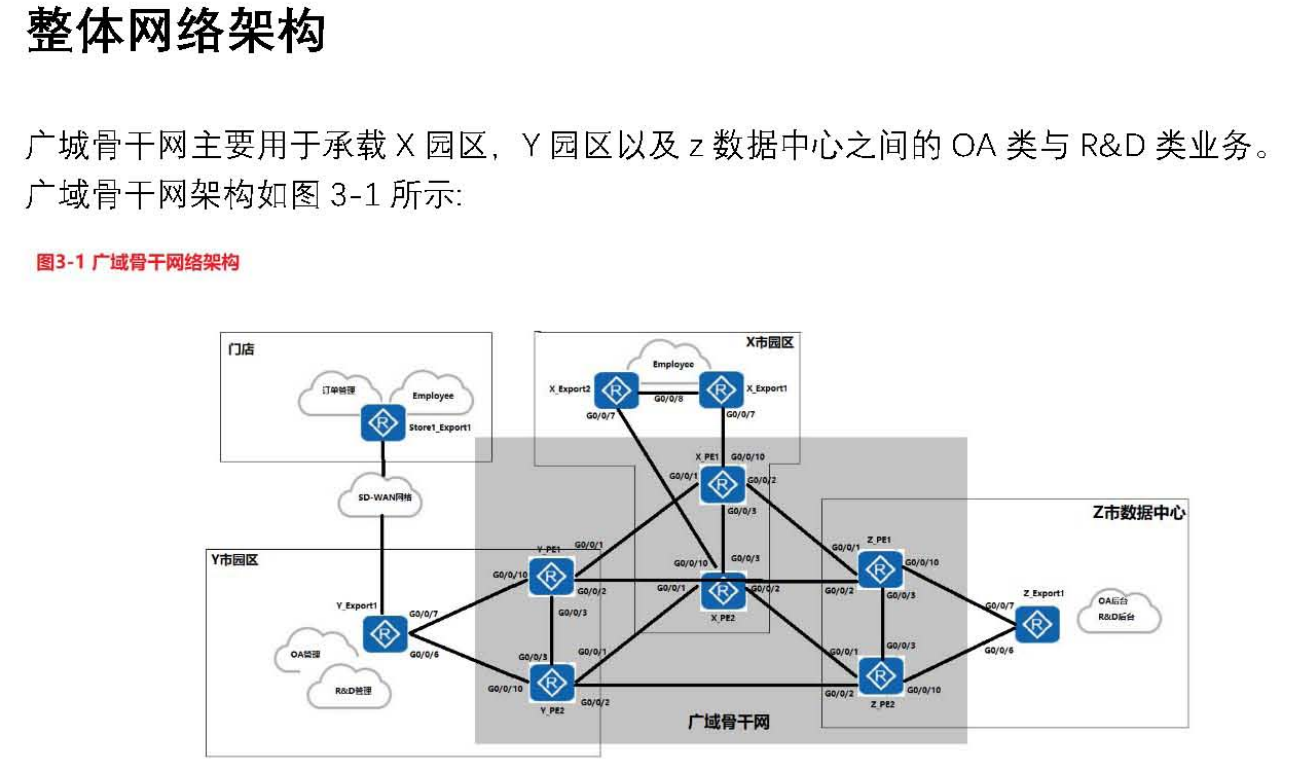 整体网络架构
广城骨干网主要用于承载 X 园区，Y 园区以及 z 数据中心之间的 OA 类与 R&D 类业务。
广域骨干网架构如图 3-1 所示:
图3-1 广域骨干网络架构
门店
订单管理
Employee
Store1_Export1
SD-WAN网络
X市园区
Employee
X_Export2
X_Export1
G0/0/8
G0/0/7
G0/0/7
X_PE1
G0/0/10
G0/0/1
G0/0/2
G0/0/3
Z市数据中心
Y市园区
Y_PE1
G0/0/1
G0/0/10
G0/0/2
G0/0/3
G0/0/10
G0/0/3
G0/0/1
G0/0/2
X_PE2
Z_PE1
G0/0/1
G0/0/10
G0/0/2
G0/0/3
Y_Export1
G0/0/7
G0/0/6
OA管理
R&D管理
G0/0/3
G0/0/1
G0/0/10
G0/0/2
Y_PE2
G0/0/1
G0/0/3
G0/0/2
G0/0/10
Z_PE2
Z_Export1
G0/0/7
G0/0/6
OA后台
R&D后台
广域骨干网